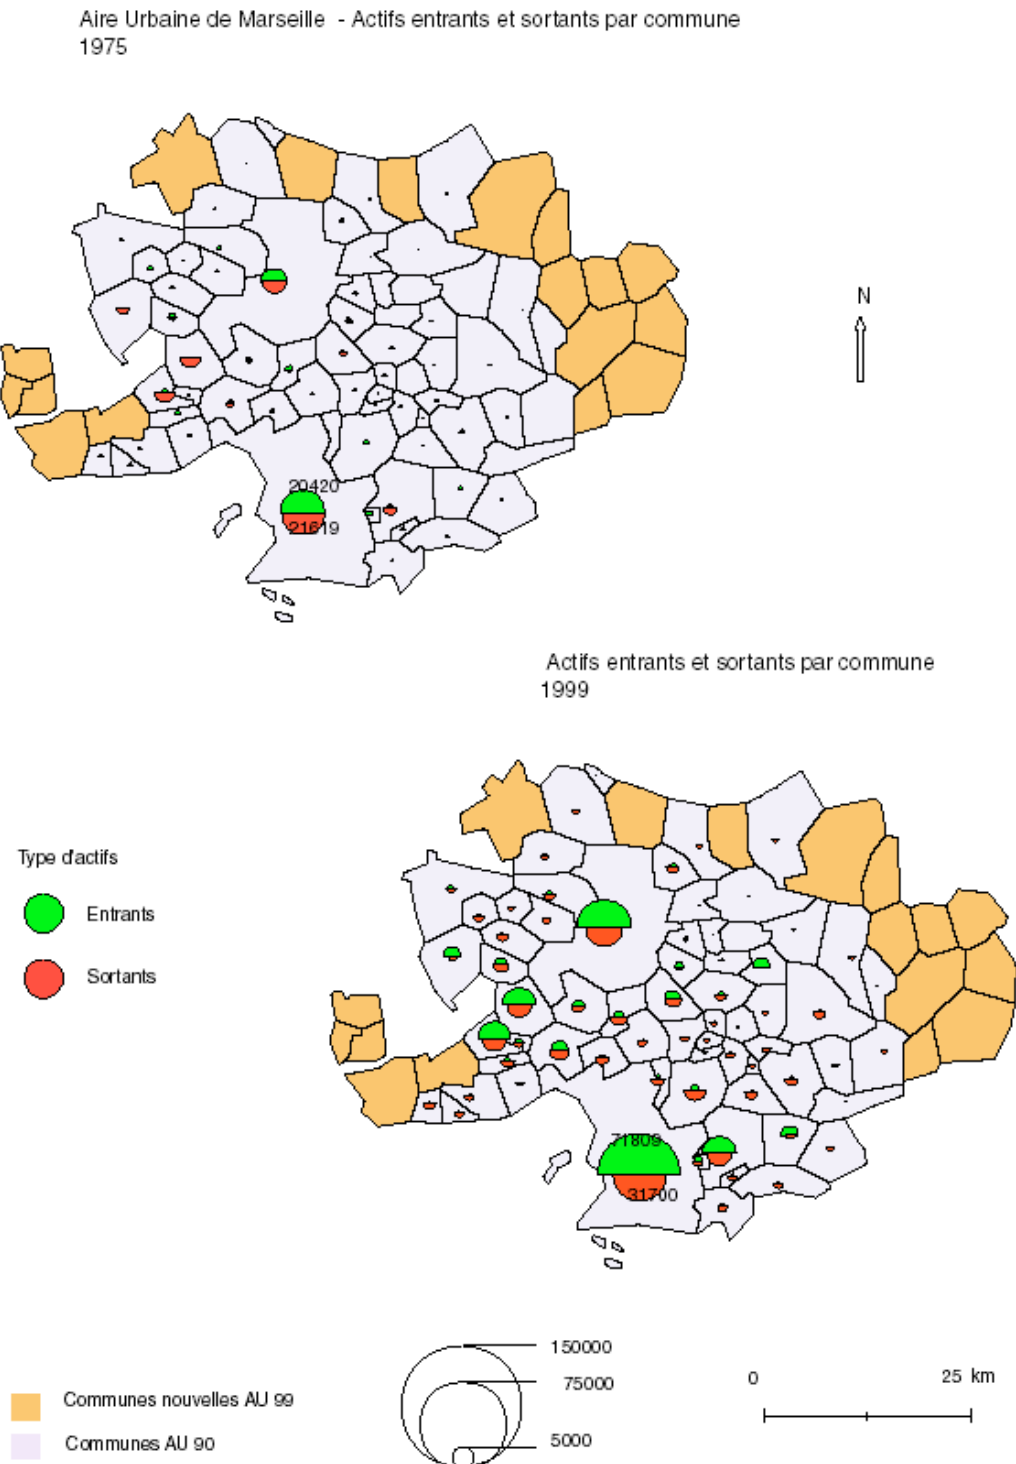 Aire Urbaine de Marseille - Actifs entrants et sortants par commune
1975
N
20420
21619
Actifs entrants et sortants par commune
1999
Type d'actifs
Entrants
Sortants
71809
31700
150000
75000
5000
0 25 km
Communes nouvelles AU 99
Communes AU 90